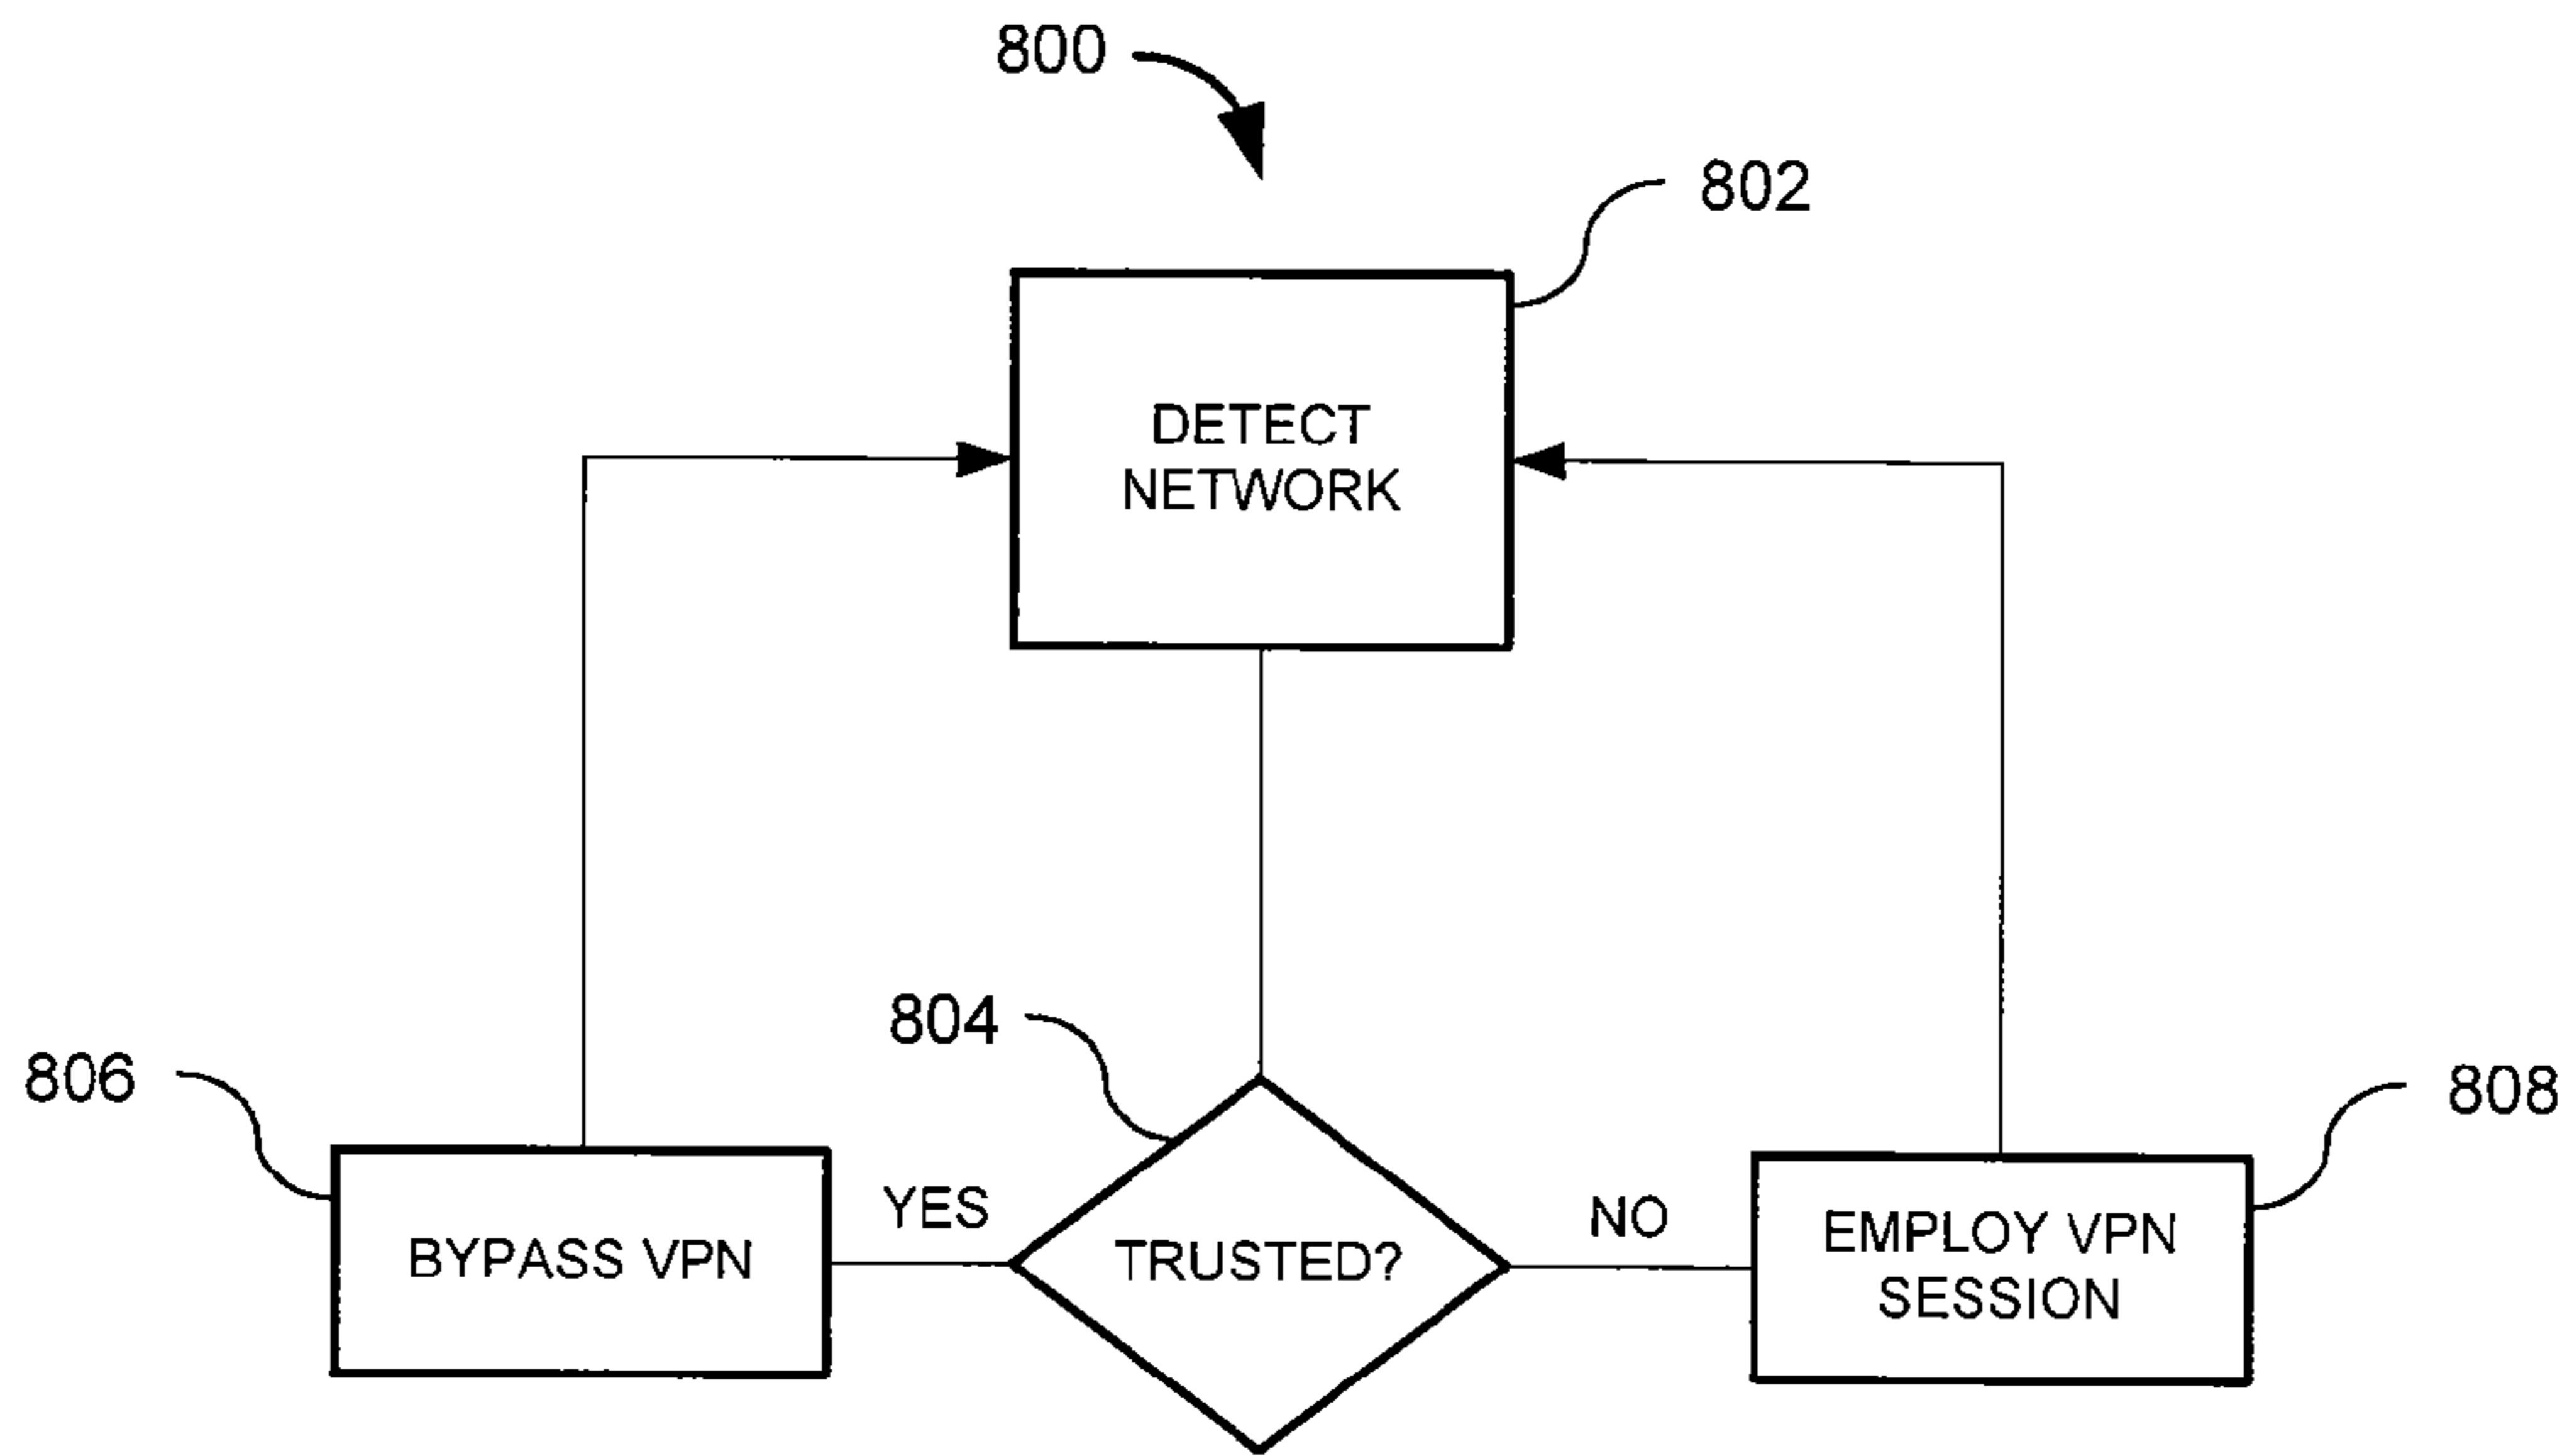 800
802
DETECT
NETWORK
804
806
808
YES
NO
BYPASS VPN
TRUSTED?
EMPLOY VPN
SESSION